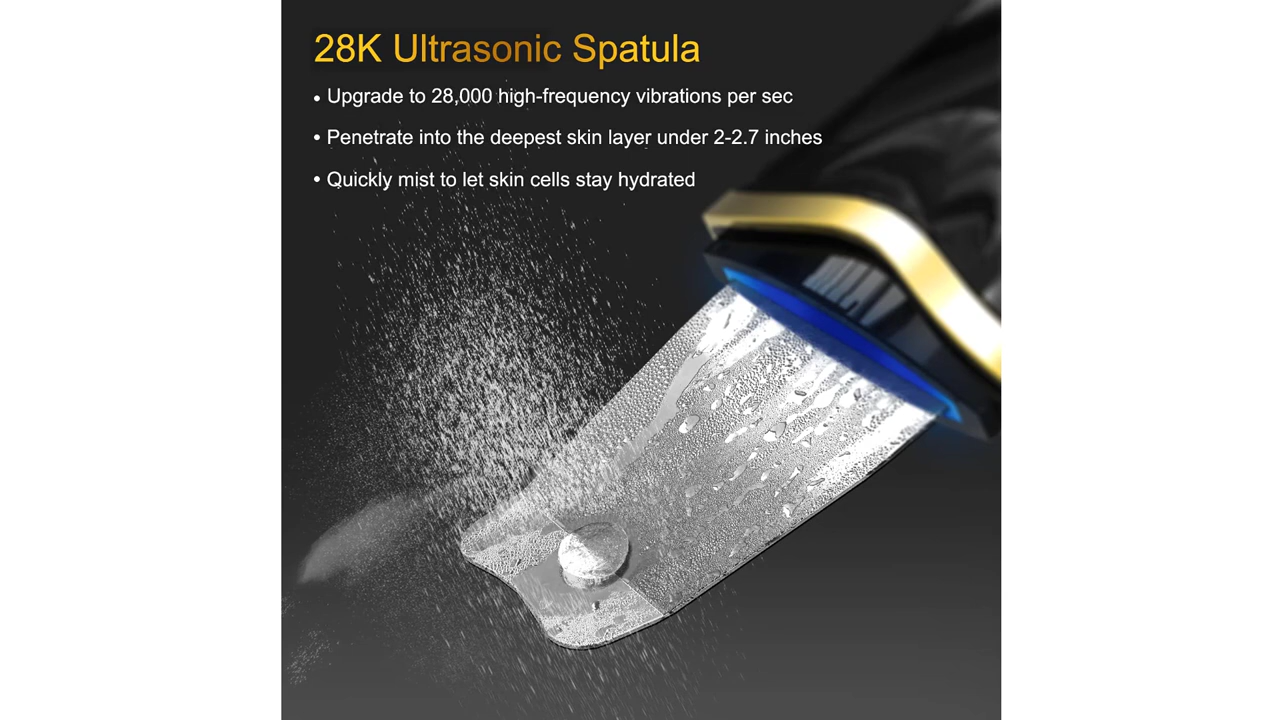 28K Ultrasonic Spatula
• Upgrade to 28,000 high-frequency vibrations per sec
• Penetrate into the deepest skin layer under 2-2.7 inches
• Quickly mist to let skin cells stay hydrated